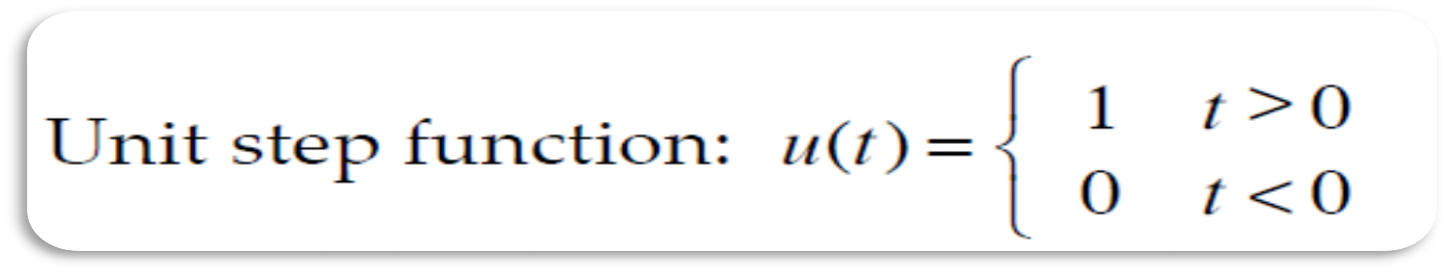 Unit step function: u(t) = { 1 t > 0
0 t < 0